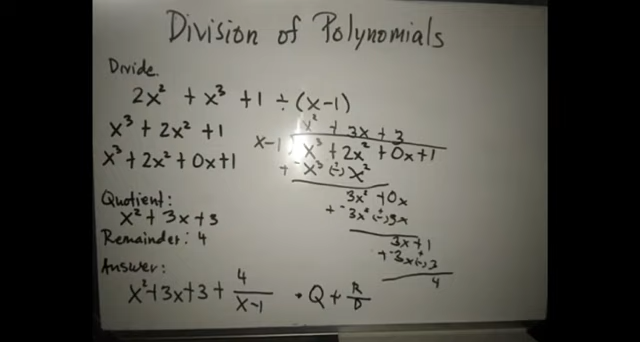 Division of Polynomials
Divide.
2x² + x³ + 1 ÷ (x-1)
x³ + 2x² + 1
x³ + 2x² + 0x + 1
Quotient:
x² + 3x + 3
Remainder: 4
Answer:
x² + 3x + 3 + 4/(x-1) • Q + R/D
x² + 3x + 3
x-1 x³ + 2x² + 0x + 1
+ -x³ (-)+ x²
3x² + 0x
+ -3x² (-)+ 3x
3x + 1
+ -3x (-)+ 3
4